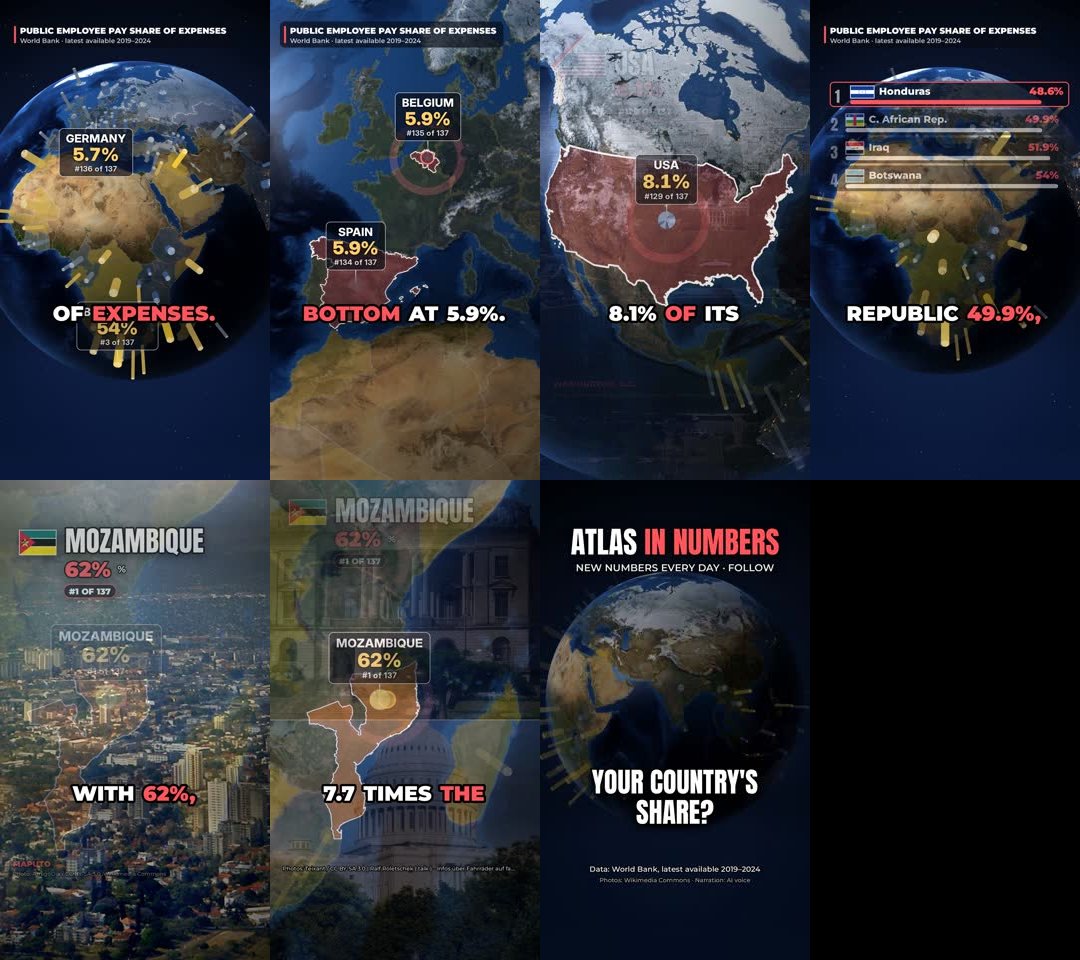 PUBLIC EMPLOYEE PAY SHARE OF EXPENSES
World Bank · latest available 2019–2024
GERMANY
5.7%
#136 of 137
OF EXPENSES.
54%
#3 of 137
PUBLIC EMPLOYEE PAY SHARE OF EXPENSES
World Bank · latest available 2019–2024
BELGIUM
5.9%
#135 of 137
SPAIN
5.9%
#134 of 137
BOTTOM AT 5.9%.
USA
USA
8.1%
#129 of 137
8.1% OF ITS
WASHINGTON, D.C.
PUBLIC EMPLOYEE PAY SHARE OF EXPENSES
World Bank · latest available 2019–2024
1 Honduras 48.6%
2 C. African Rep. 49.9%
3 Iraq 51.9%
4 Botswana 54%
REPUBLIC 49.9%,
MOZAMBIQUE
62% %
#1 OF 137
MOZAMBIQUE
62%
#1 of 137
WITH 62%,
MAPUTO
MOZAMBIQUE
62% %
#1 OF 137
MOZAMBIQUE
62%
#1 of 137
7.7 TIMES THE
ATLAS IN NUMBERS
NEW NUMBERS EVERY DAY · FOLLOW
YOUR COUNTRY'S
SHARE?
Data: World Bank, latest available 2019–2024
Photos: Wikimedia Commons · Narration: AI voice